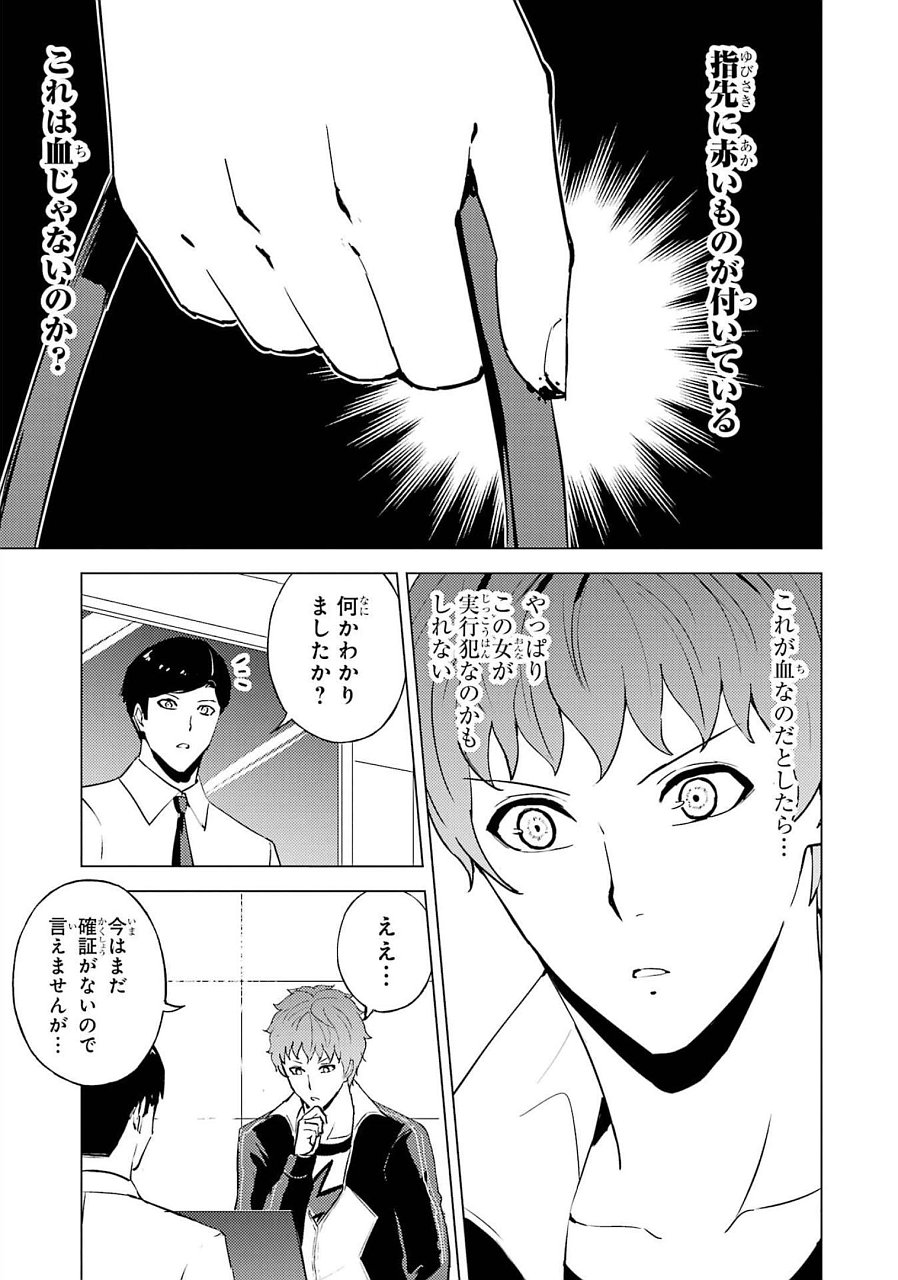 指先に赤いものが付いている
これは血じゃないのか？
これが血なのだとしたら…
やっぱり
この女が
実行犯なのかも
しれない
何かわかり
ましたか？
ええ…
今はまだ
確証がないので
言えませんが…